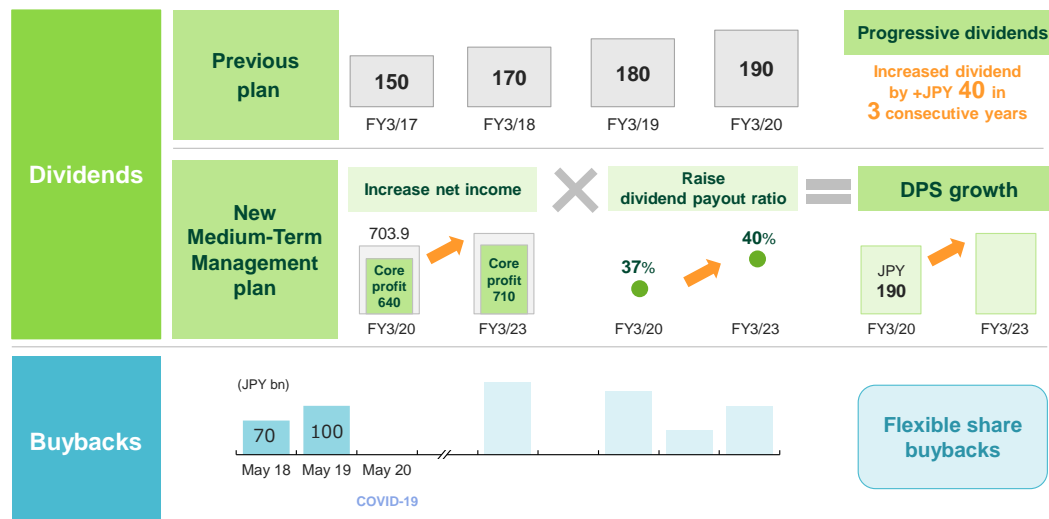 Dividends
Previous
plan
150
170
180
190
FY3/17
FY3/18
FY3/19
FY3/20
Progressive dividends
Increased dividend
by +JPY 40 in
3 consecutive years
New
Medium-Term
Management
plan
Increase net income
Raise
dividend payout ratio
DPS growth
703.9
Core
profit
640
Core
profit
710
FY3/20
FY3/23
37%
40%
FY3/20
FY3/23
JPY
190
FY3/20
FY3/23
Buybacks
(JPY bn)
70
100
May 18
May 19
May 20
COVID-19
Flexible share
buybacks